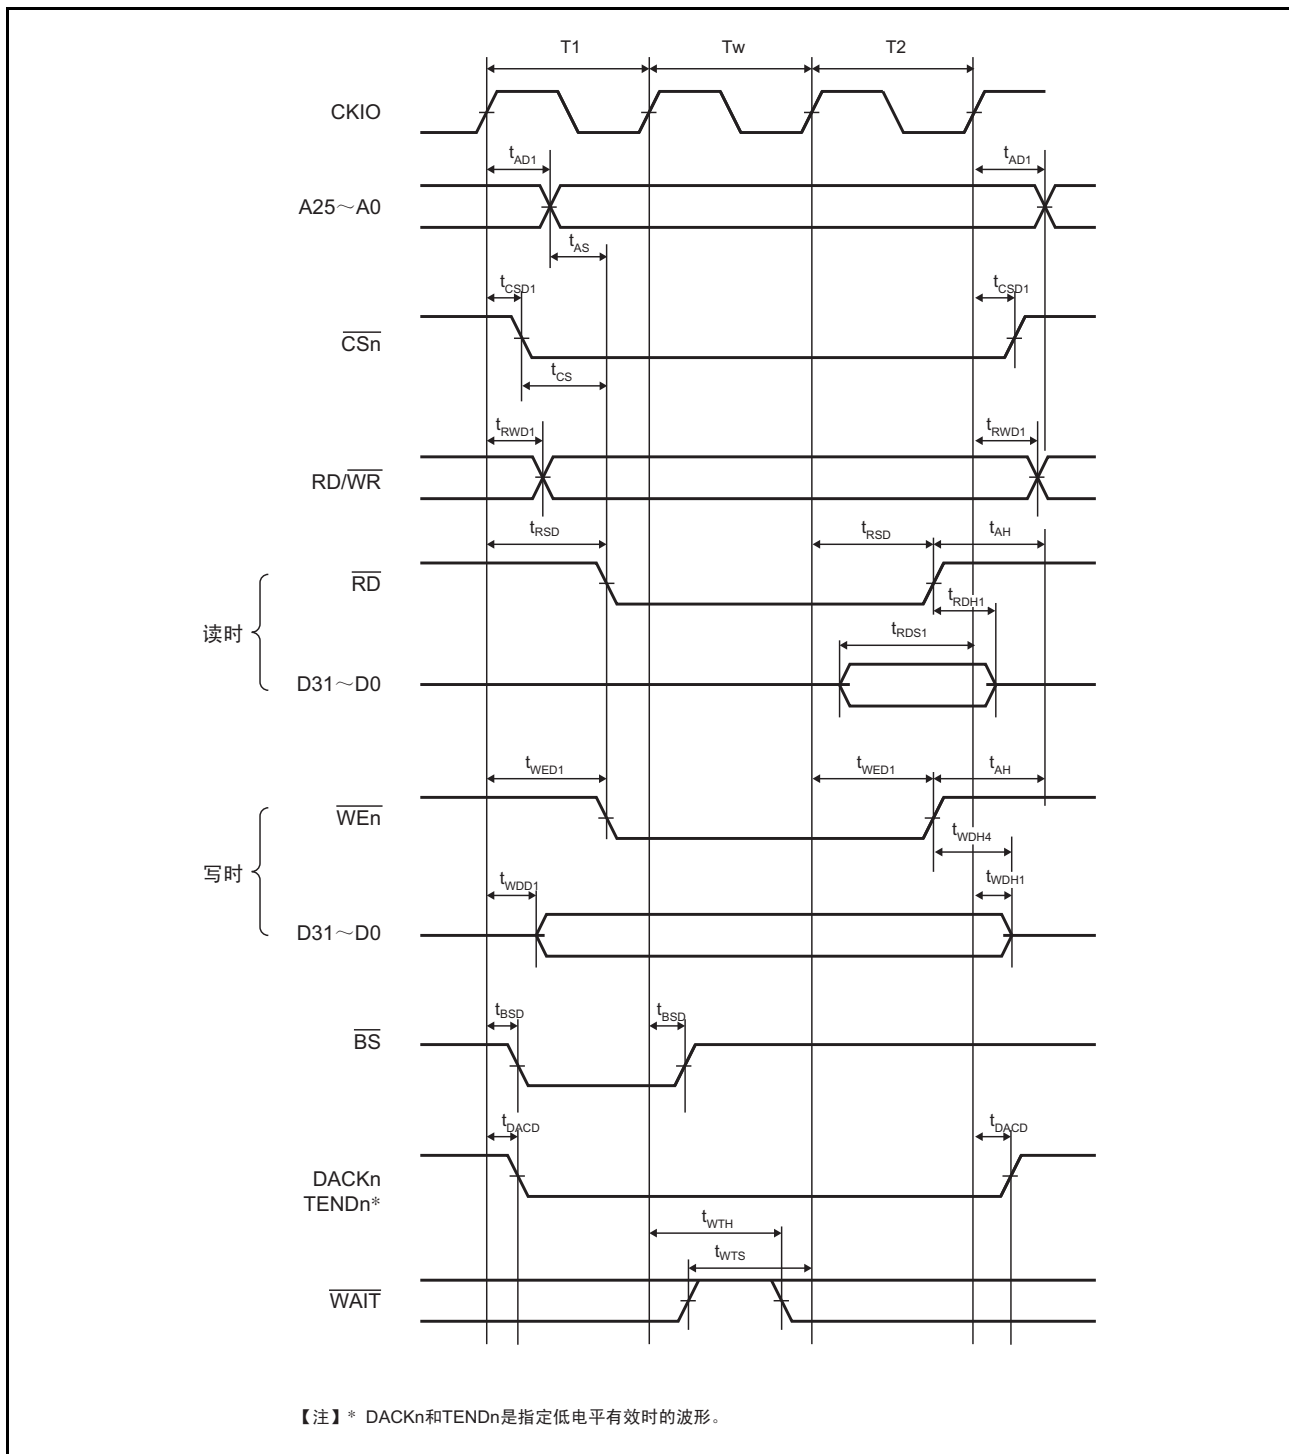 T1 Tw T2
CKIO
tAD1 tAD1
A25～A0
tAS
tCSD1 tCSD1
CSn
tCS
tRWD1 tRWD1
RD/WR
tRSD tRSD tAH
RD
tRDH1
读时
tRDS1
D31～D0
tWED1 tWED1 tAH
WEn
tWDH4
写时
tWDD1 tWDH1
D31～D0
tBSD tBSD
BS
tDACD tDACD
DACKn
TENDn*
tWTH
tWTS
WAIT
【注】* DACKn和TENDn是指定低电平有效时的波形。